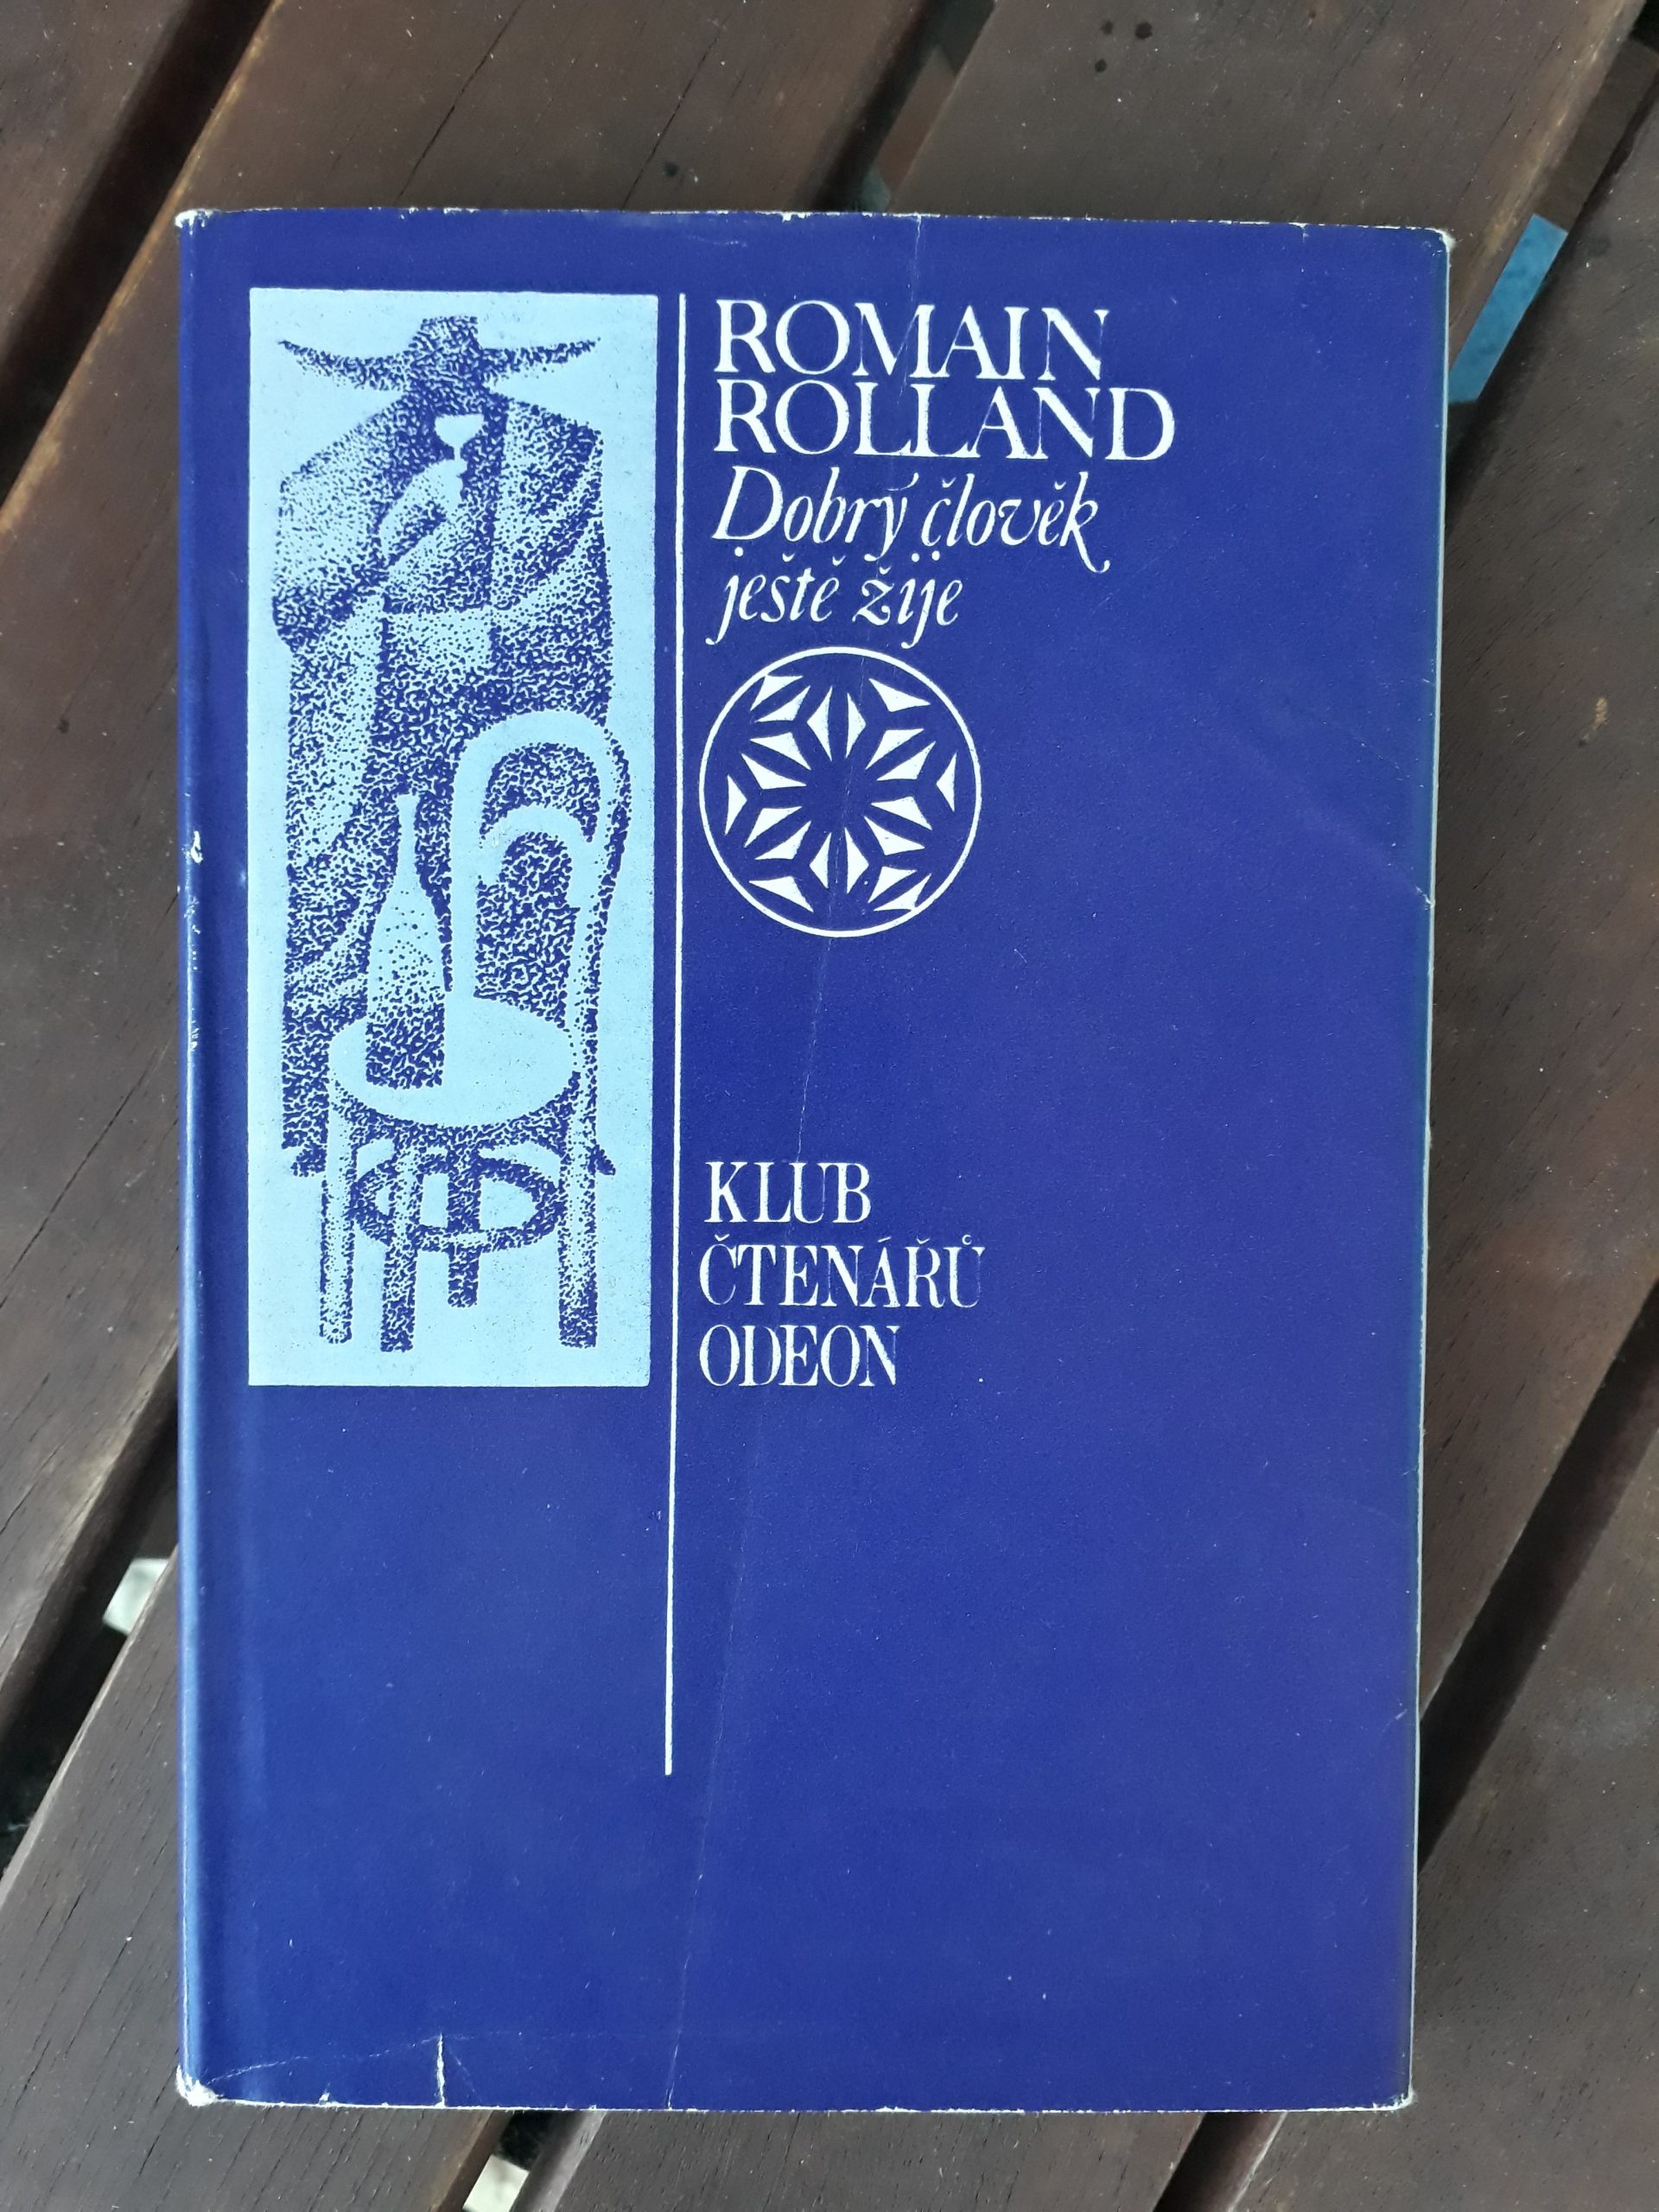 ROMAIN
ROLLAND
Dobrý člověk
ještě žije
KLUB
ČTENÁŘŮ
ODEON